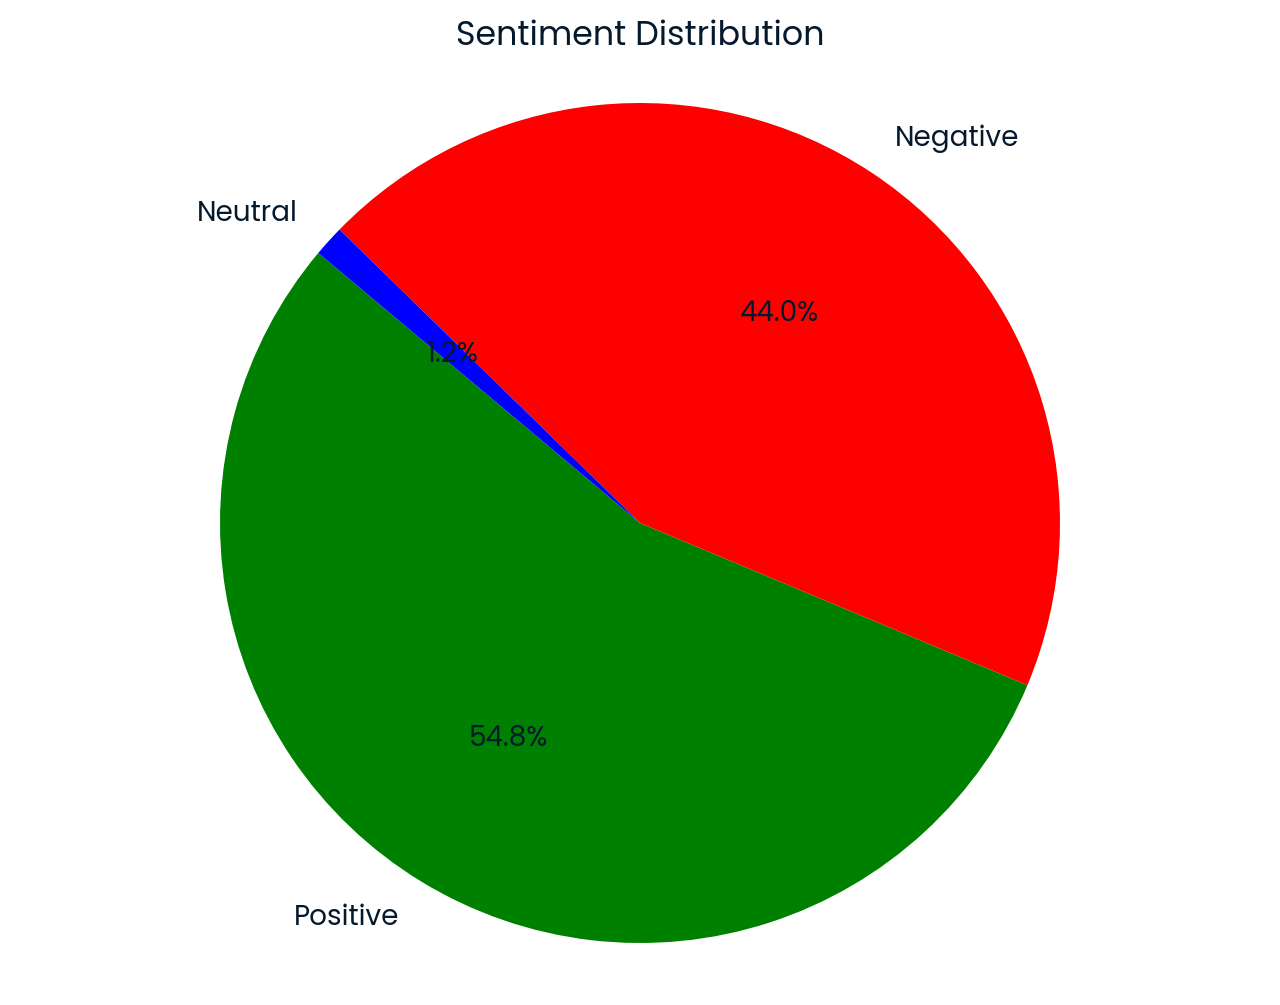 Sentiment Distribution
Negative
Neutral
44.0%
1.2%
54.8%
Positive